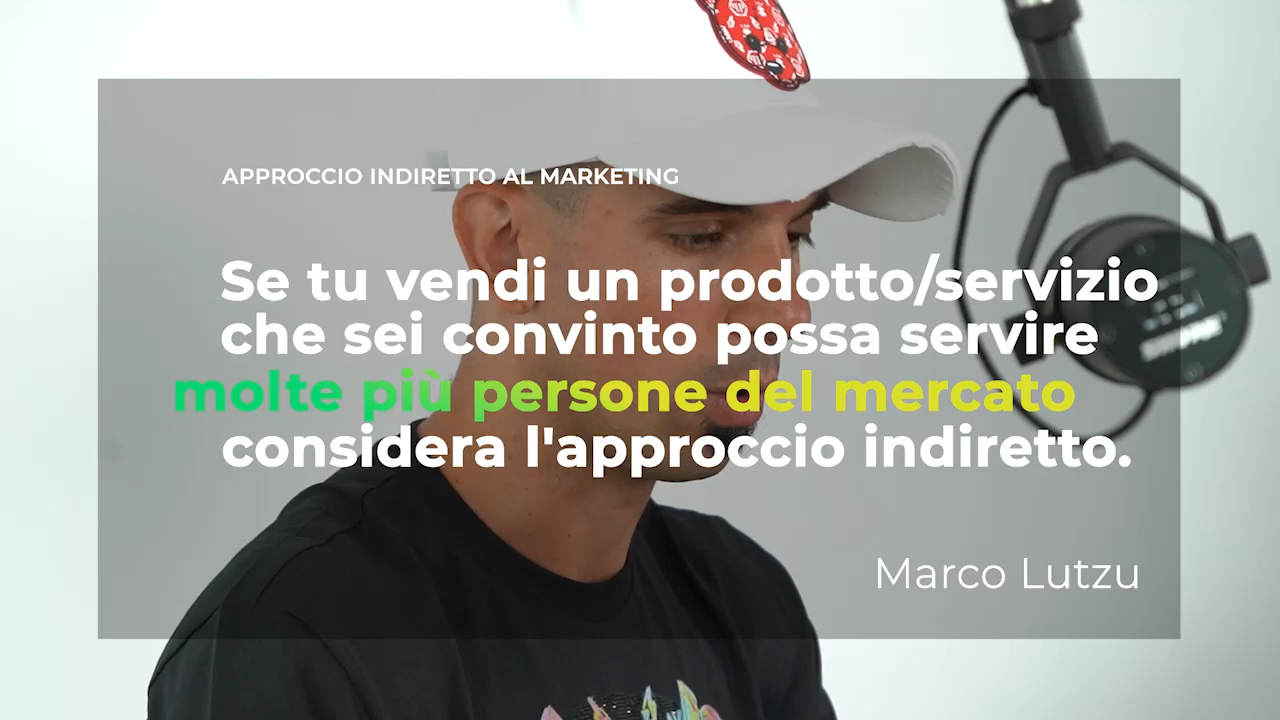 APPROCCIO INDIRETTO AL MARKETING
Se tu vendi un prodotto/servizio
che sei convinto possa servire
molte più persone del mercato
considera l'approccio indiretto.
Marco Lutzu